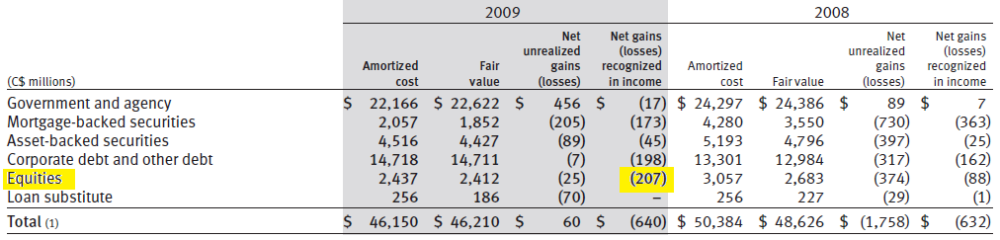 2009 2008
Net Net gains Net Net gains
unrealized (losses) unrealized (losses)
Amortized Fair gains recognized Amortized gains recognized
(C$ millions) cost value (losses) in income cost Fair value (losses) in income
Government and agency $ 22,166 $ 22,622 $ 456 $ (17) $ 24,297 $ 24,386 $ 89 $ 7
Mortgage-backed securities 2,057 1,852 (205) (173) 4,280 3,550 (730) (363)
Asset-backed securities 4,516 4,427 (89) (45) 5,193 4,796 (397) (25)
Corporate debt and other debt 14,718 14,711 (7) (198) 13,301 12,984 (317) (162)
Equities 2,437 2,412 (25) (207) 3,057 2,683 (374) (88)
Loan substitute 256 186 (70) – 256 227 (29) (1)
Total (1) $ 46,150 $ 46,210 $ 60 $ (640) $ 50,384 $ 48,626 $ (1,758) $ (632)